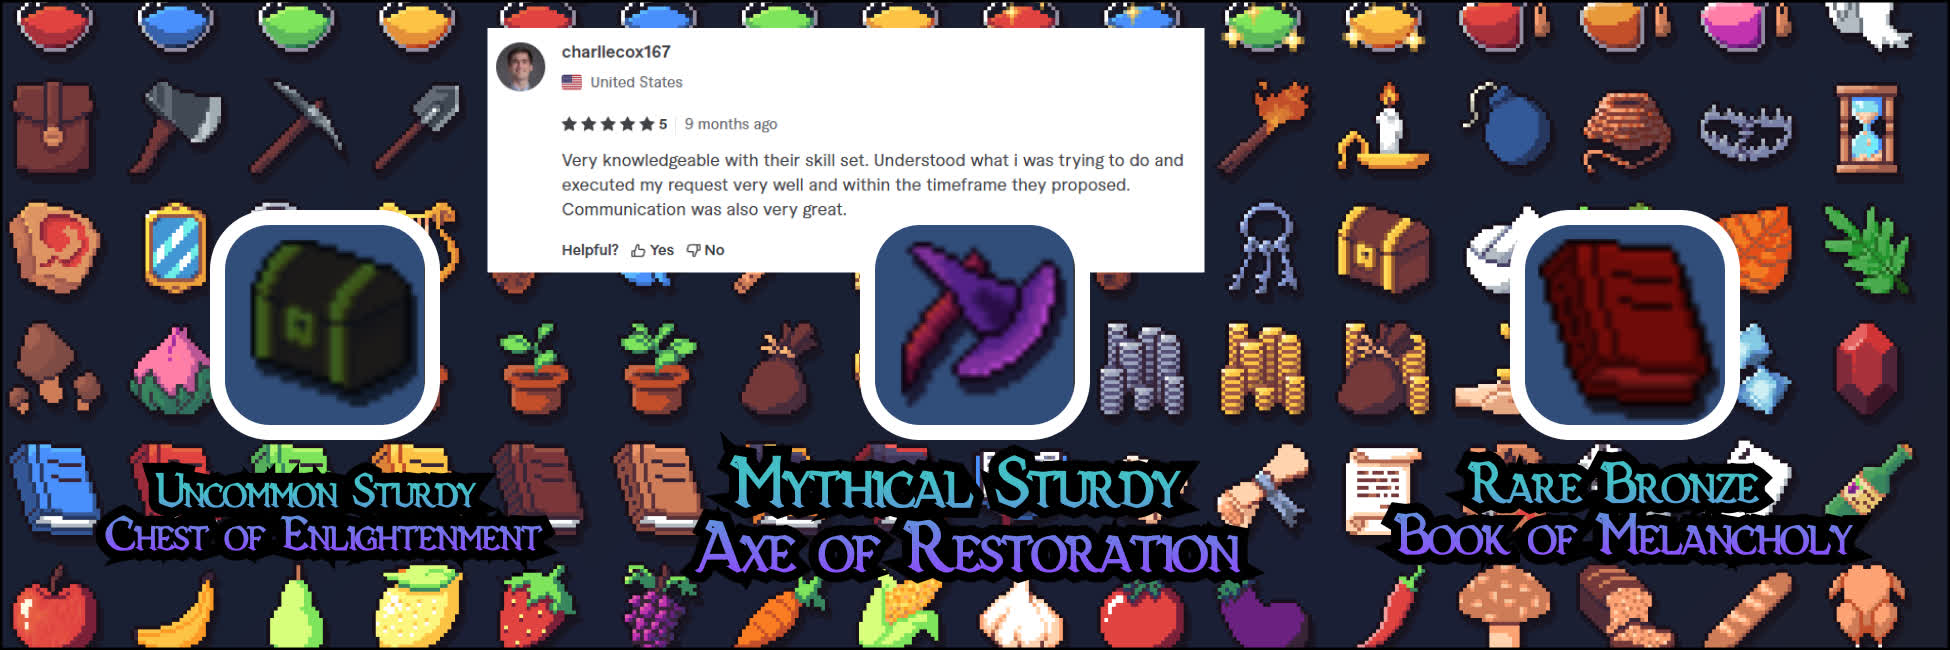 charliecox167
United States
5 9 months ago
Very knowledgeable with their skill set. Understood what i was trying to do and
executed my request very well and within the timeframe they proposed.
Communication was also very great.
Helpful? Yes No
Uncommon Sturdy
Chest of Enlightenment
Mythical Sturdy
Axe of Restoration
Rare Bronze
Book of Melancholy